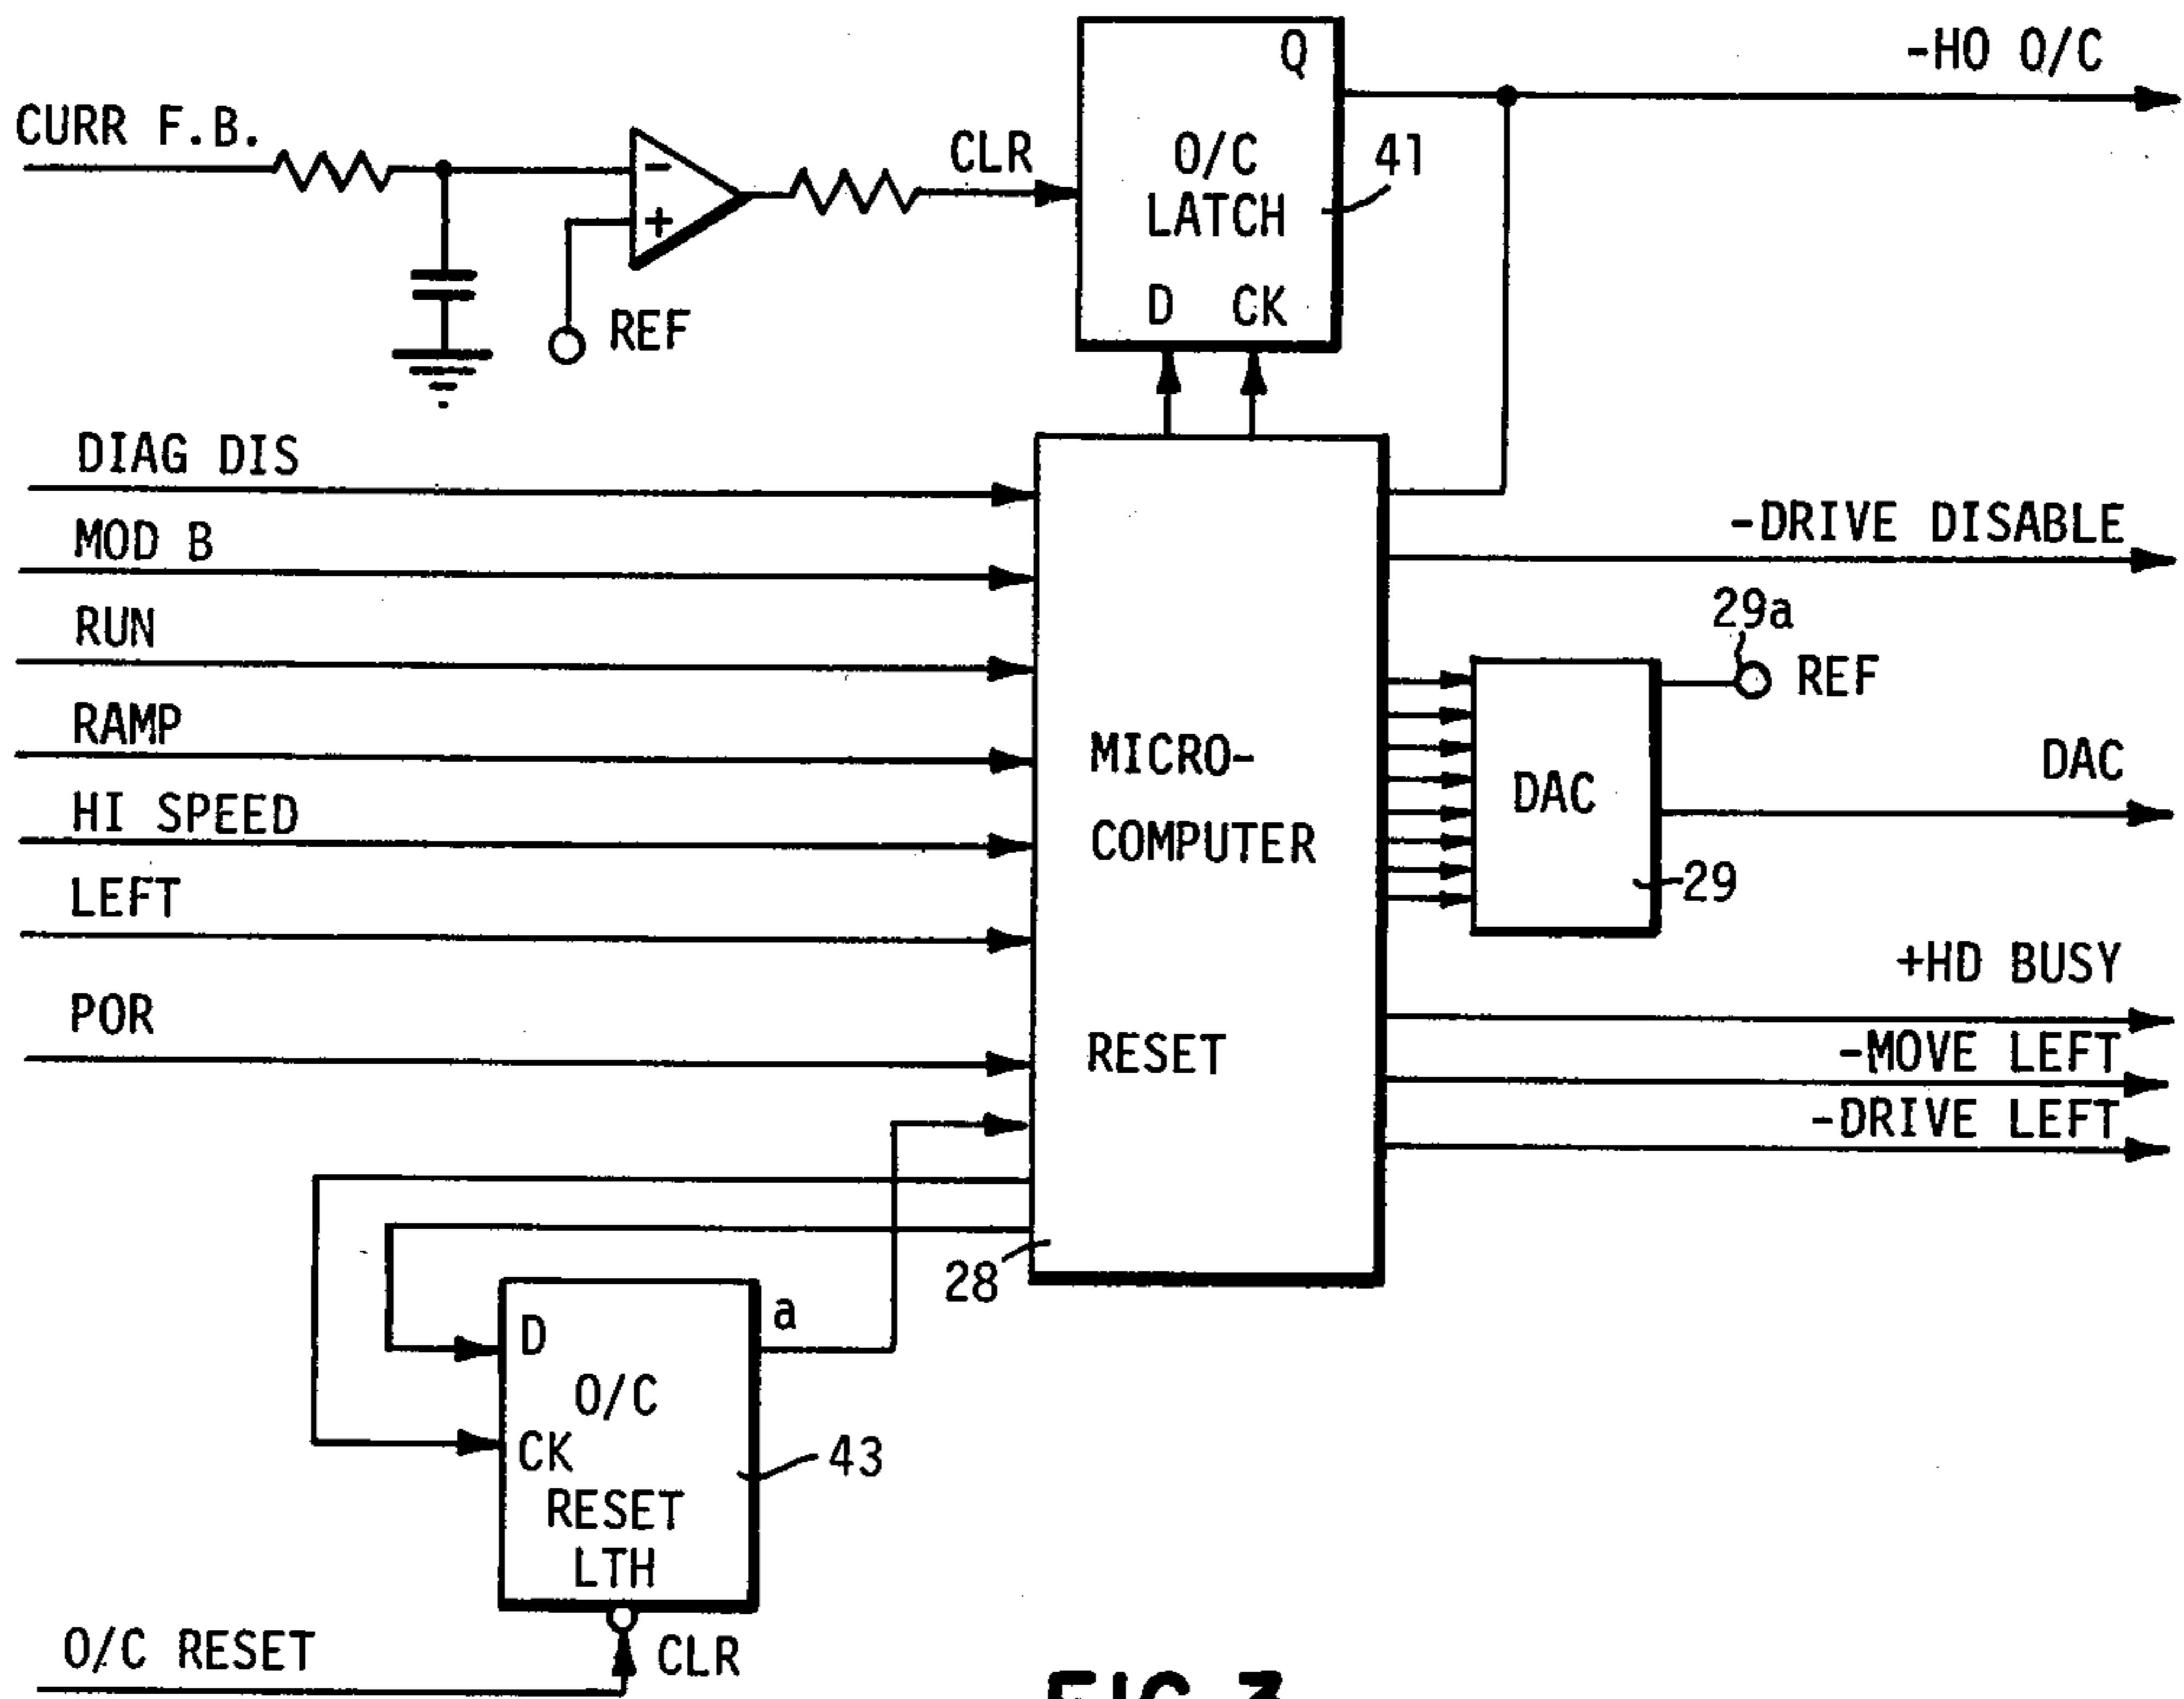 -HO O/C
Q
CURR F.B.
CLR
O/C
LATCH
41
-
+
REF
D CK
DIAG DIS
-DRIVE DISABLE
MOD B
29a
REF
RUN
RAMP
MICRO-
COMPUTER
DAC
DAC
HI SPEED
29
LEFT
+HD BUSY
POR
RESET
-MOVE LEFT
-DRIVE LEFT
28
a
D
O/C
CK
RESET
LTH
43
O/C RESET
CLR
FIG. 3